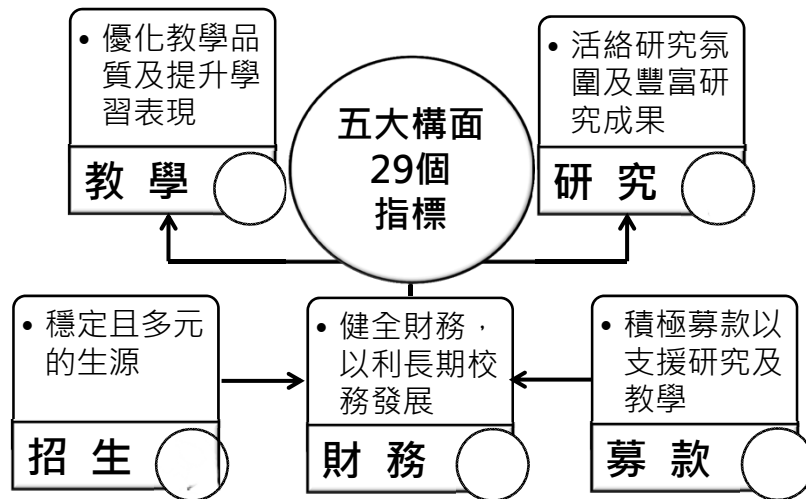 • 優化教學品
質及提升學
習表現
教 學
五大構面
29個
指標
• 活絡研究氛
圍及豐富研
究成果
研 究
• 穩定且多元
的生源
招 生
• 健全財務，
以利長期校
務發展
財 務
• 積極募款以
支援研究及
教學
募 款